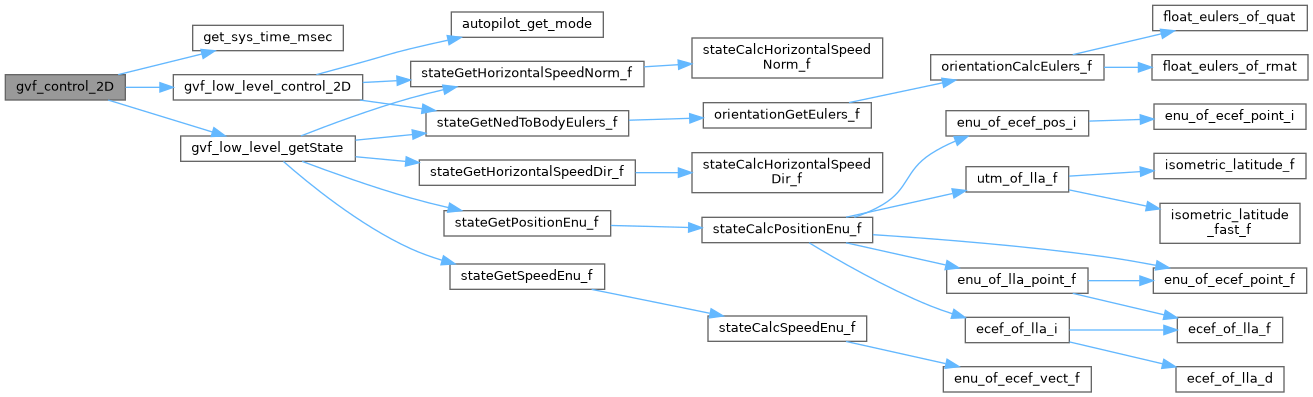 gvf_control_2D
get_sys_time_msec
gvf_low_level_control_2D
gvf_low_level_getState
autopilot_get_mode
stateGetHorizontalSpeedNorm_f
stateGetNedToBodyEulers_f
stateGetHorizontalSpeedDir_f
stateGetPositionEnu_f
stateGetSpeedEnu_f
stateCalcHorizontalSpeed
Norm_f
orientationGetEulers_f
stateCalcHorizontalSpeed
Dir_f
stateCalcPositionEnu_f
stateCalcSpeedEnu_f
orientationCalcEulers_f
enu_of_ecef_pos_i
utm_of_lla_f
enu_of_lla_point_f
ecef_of_lla_i
enu_of_ecef_vect_f
float_eulers_of_quat
float_eulers_of_rmat
enu_of_ecef_point_i
isometric_latitude_f
isometric_latitude
_fast_f
enu_of_ecef_point_f
ecef_of_lla_f
ecef_of_lla_d